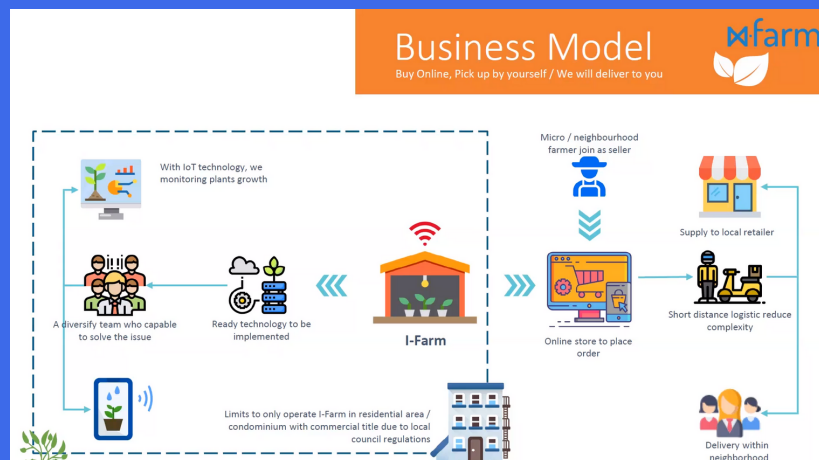 Business Model
Buy Online, Pick up by yourself / We will deliver to you
farm
Micro / neighbourhood
farmer join as seller
With IoT technology, we
monitoring plants growth
Supply to local retailer
A diversify team who capable
to solve the issue
Ready technology to be
implemented
I-Farm
Online store to place
order
Short distance logistic reduce
complexity
Limits to only operate I-Farm in residential area /
condominium with commercial title due to local
council regulations
Delivery within
neighborhood